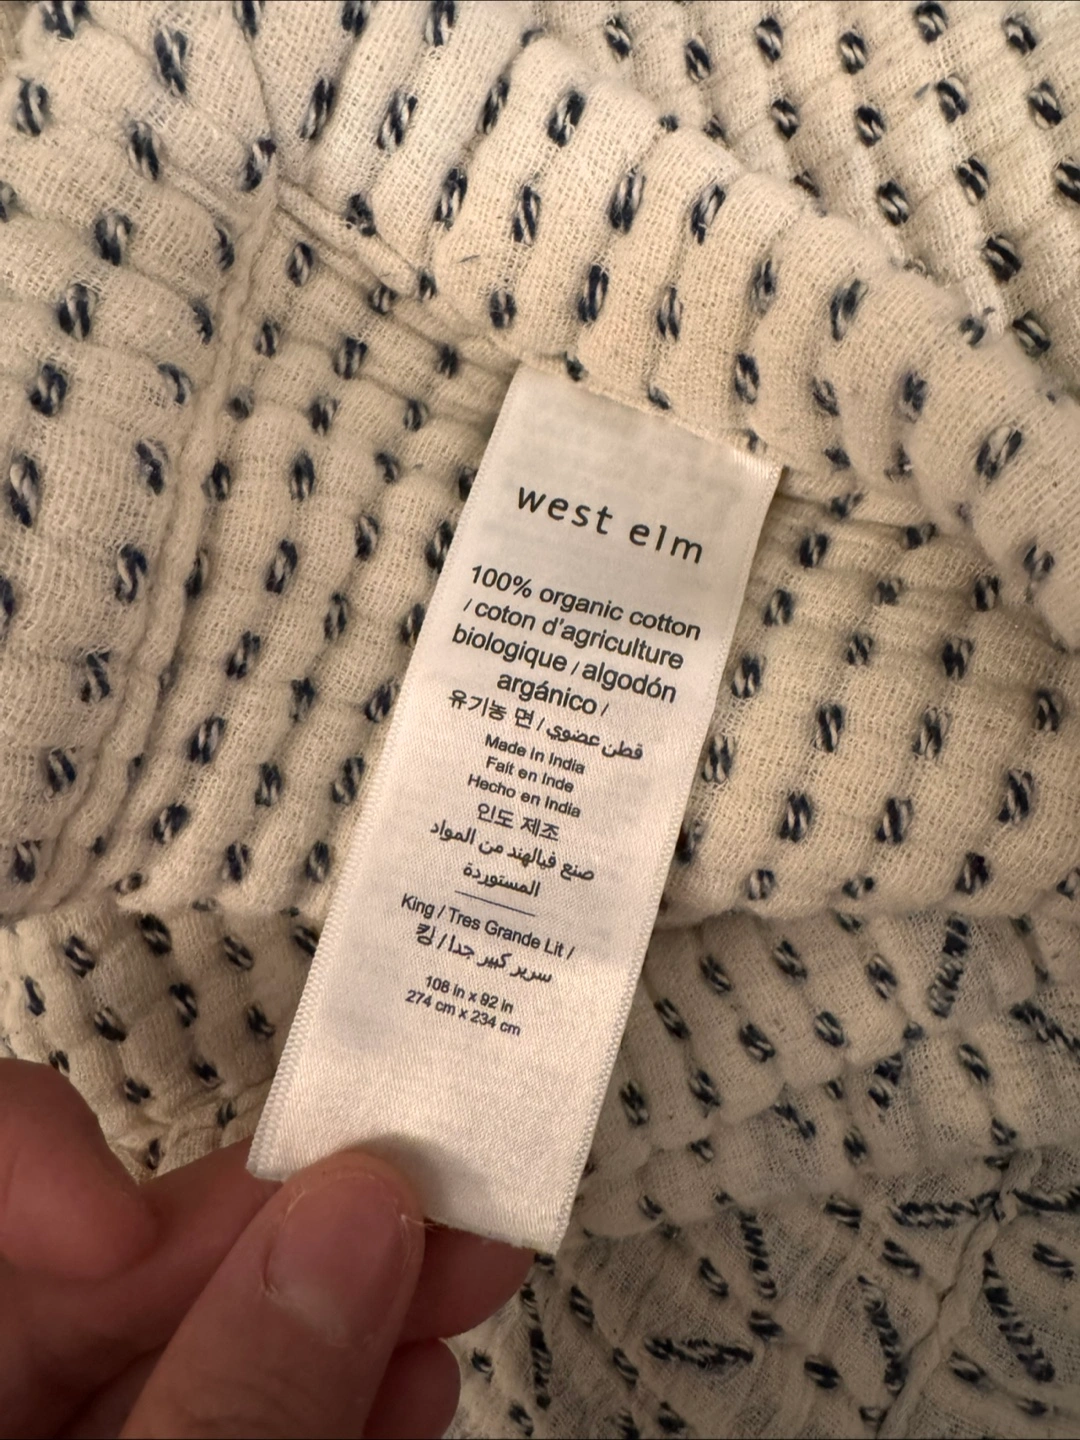 west elm
100% organic cotton
/ coton d'agriculture
biologique / algodón
argánico /
유기농 면 / قطن عضوي
Made in India
Fait en Inde
Hecho en India
인도 제조
صنع فيالهند من المواد
المستوردة
King / Tres Grande Lit /
킹 / سرير كبير جدا
108 in x 92 in
274 cm x 234 cm